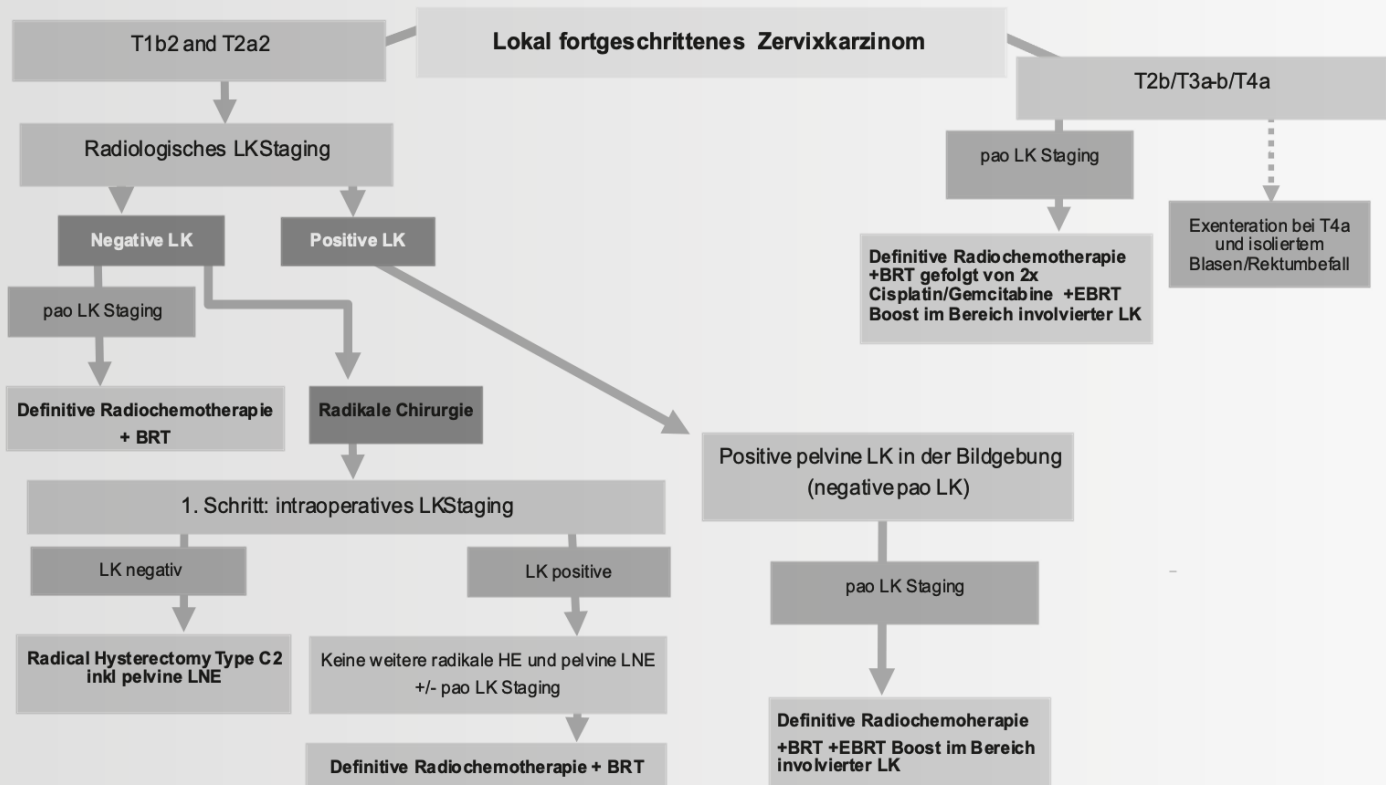 Lokal fortgeschrittenes Zervixkarzinom
T1b2 and T2a2
T2b/T3a-b/T4a
Radiologisches LKStaging
pao LK Staging
Negative LK
Positive LK
Exenteration bei T4a
und isoliertem
Blasen/Rektumbefall
Definitive Radiochemotherapie
+BRT gefolgt von 2x
Cisplatin/Gemcitabine +EBRT
Boost im Bereich involvierter LK
pao LK Staging
Definitive Radiochemotherapie
+ BRT
Radikale Chirurgie
Positive pelvine LK in der Bildgebung
(negative pao LK)
1. Schritt: intraoperatives LKStaging
LK negativ
LK positive
pao LK Staging
Radical Hysterectomy Type C2
inkl pelvine LNE
Keine weitere radikale HE und pelvine LNE
+/- pao LK Staging
Definitive Radiochemoherapie
+BRT +EBRT Boost im Bereich
involvierter LK
Definitive Radiochemotherapie + BRT